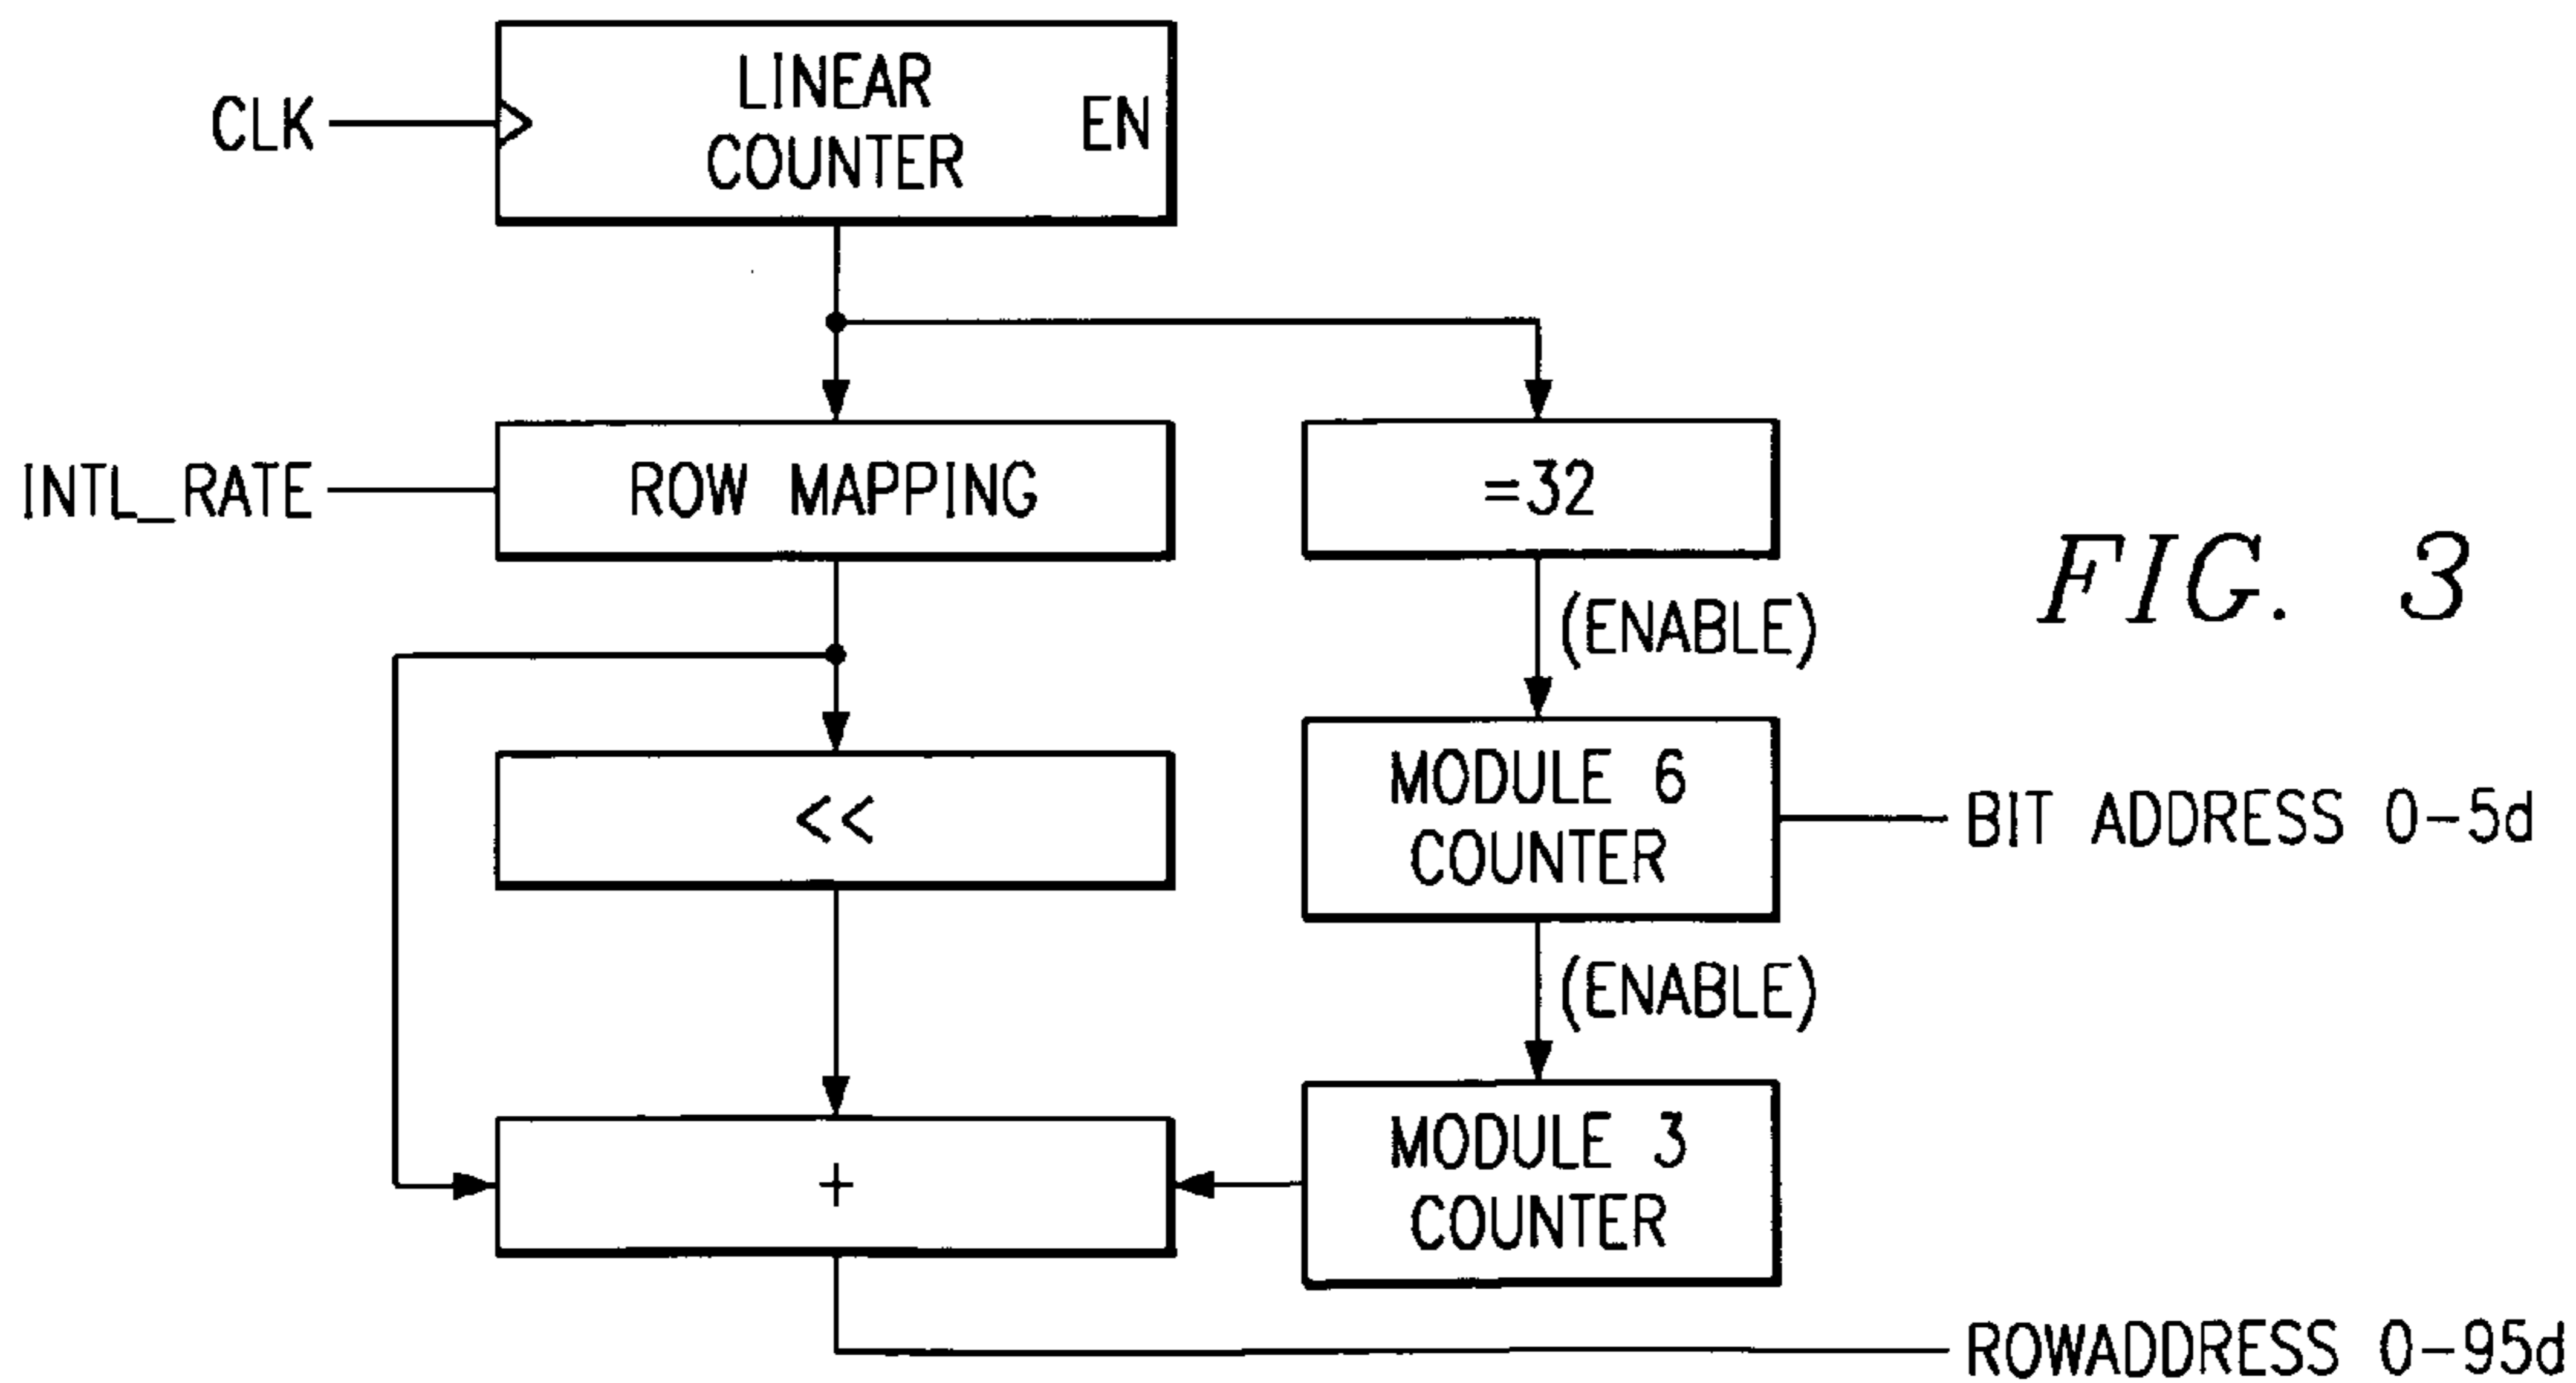 LINEAR
COUNTER
EN
CLK
INTL_RATE
ROW MAPPING
=32
FIG. 3
(ENABLE)
<<
MODULE 6
COUNTER
BIT ADDRESS 0-5d
(ENABLE)
+
MODULE 3
COUNTER
ROWADDRESS 0-95d